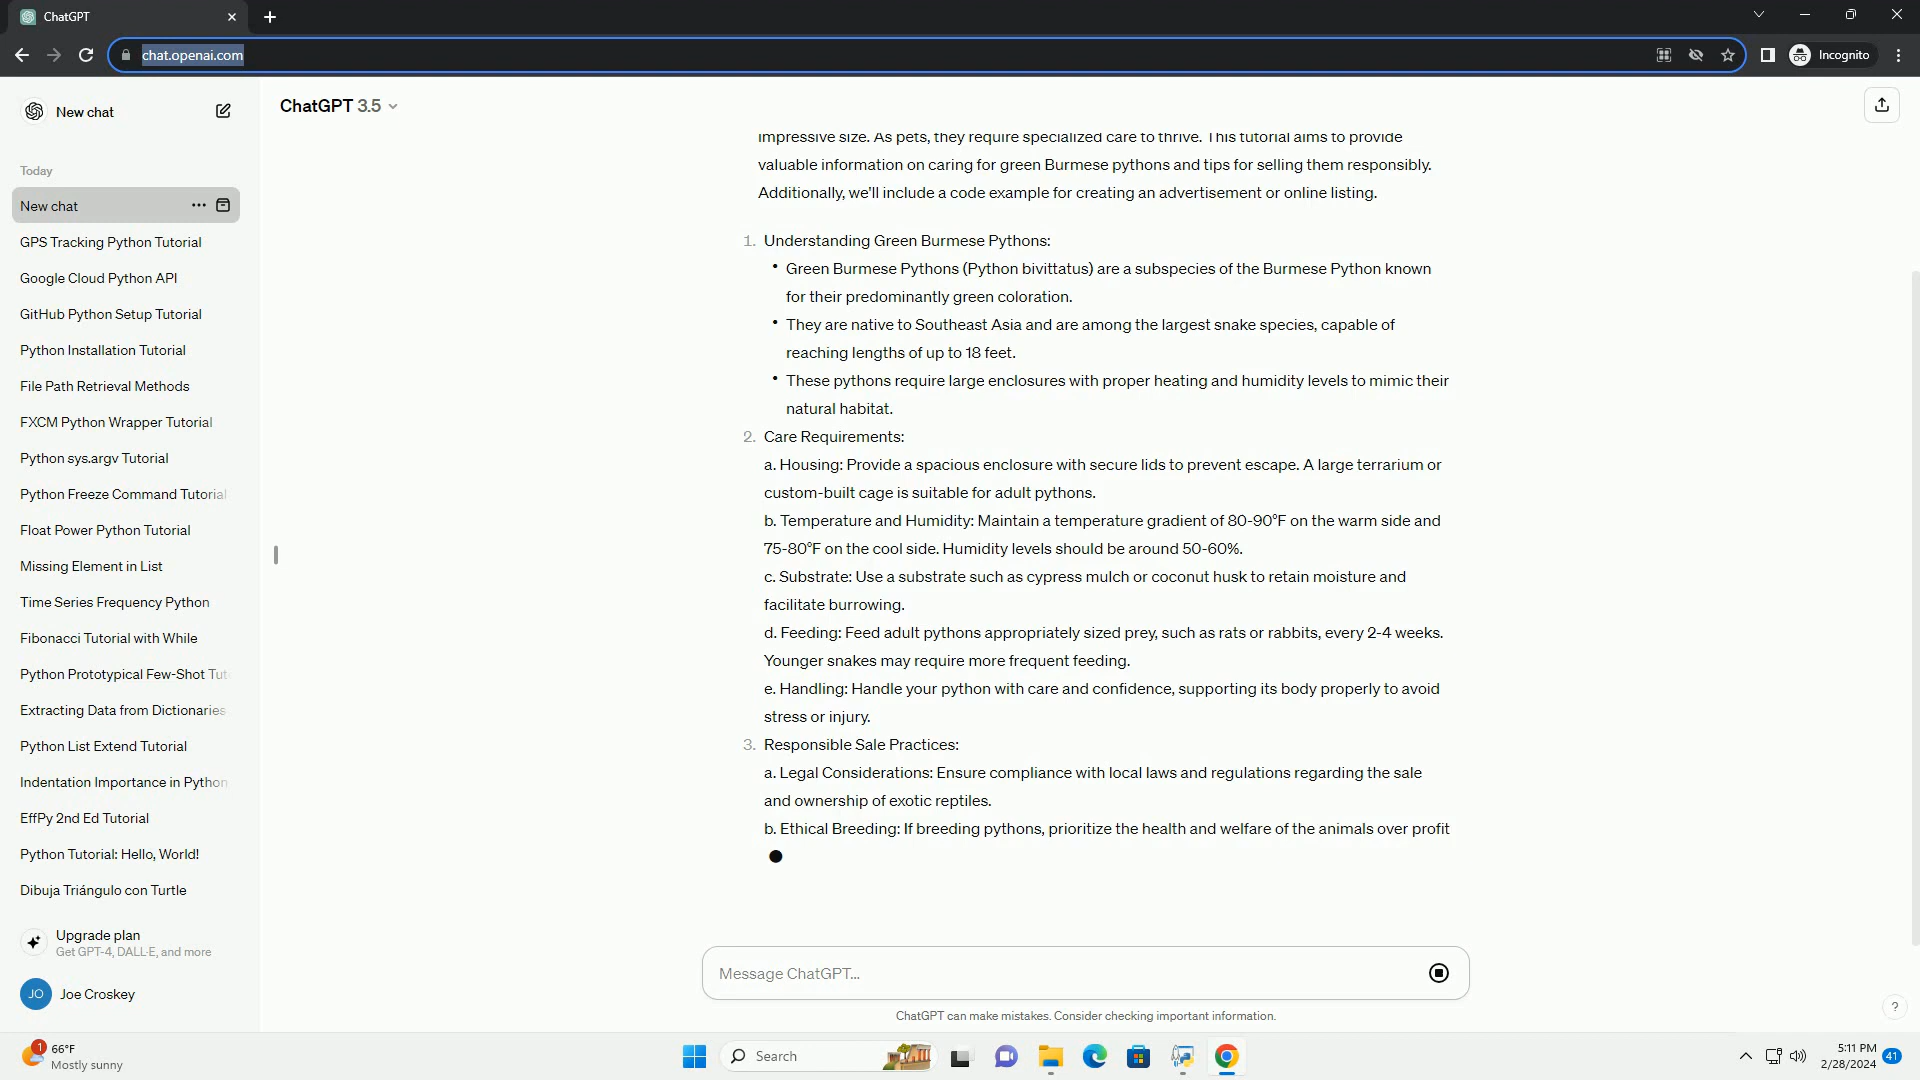 ChatGPT
chat.openai.com
Incognito
New chat
ChatGPT 3.5
Today
New chat
GPS Tracking Python Tutorial
Google Cloud Python API
GitHub Python Setup Tutorial
Python Installation Tutorial
File Path Retrieval Methods
FXCM Python Wrapper Tutorial
Python sys.argv Tutorial
Python Freeze Command Tutorial
Float Power Python Tutorial
Missing Element in List
Time Series Frequency Python
Fibonacci Tutorial with While
Python Prototypical Few-Shot Tut
Extracting Data from Dictionaries
Python List Extend Tutorial
Indentation Importance in Python
EffPy 2nd Ed Tutorial
Python Tutorial: Hello, World!
Dibuja Triángulo con Turtle
Upgrade plan
Get GPT-4, DALL·E, and more
JO Joe Croskey
impressive size. As pets, they require specialized care to thrive. This tutorial aims to provide
valuable information on caring for green Burmese pythons and tips for selling them responsibly.
Additionally, we'll include a code example for creating an advertisement or online listing.
1. Understanding Green Burmese Pythons:
• Green Burmese Pythons (Python bivittatus) are a subspecies of the Burmese Python known
for their predominantly green coloration.
• They are native to Southeast Asia and are among the largest snake species, capable of
reaching lengths of up to 18 feet.
• These pythons require large enclosures with proper heating and humidity levels to mimic their
natural habitat.
2. Care Requirements:
a. Housing: Provide a spacious enclosure with secure lids to prevent escape. A large terrarium or
custom-built cage is suitable for adult pythons.
b. Temperature and Humidity: Maintain a temperature gradient of 80-90°F on the warm side and
75-80°F on the cool side. Humidity levels should be around 50-60%.
c. Substrate: Use a substrate such as cypress mulch or coconut husk to retain moisture and
facilitate burrowing.
d. Feeding: Feed adult pythons appropriately sized prey, such as rats or rabbits, every 2-4 weeks.
Younger snakes may require more frequent feeding.
e. Handling: Handle your python with care and confidence, supporting its body properly to avoid
stress or injury.
3. Responsible Sale Practices:
a. Legal Considerations: Ensure compliance with local laws and regulations regarding the sale
and ownership of exotic reptiles.
b. Ethical Breeding: If breeding pythons, prioritize the health and welfare of the animals over profit
Message ChatGPT...
ChatGPT can make mistakes. Consider checking important information.
?
1
66°F
Mostly sunny
Search
5:11 PM
2/28/2024
41